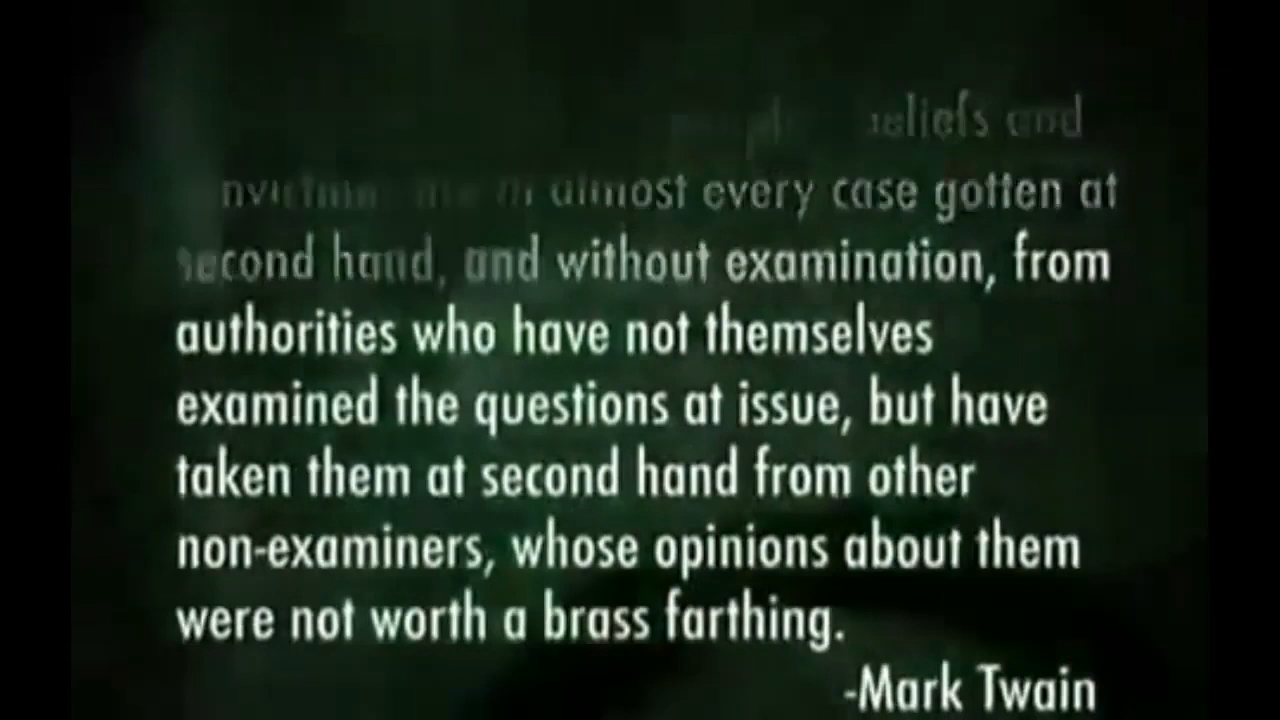 beliefs and
almost every case gotten at
second hand, and without examination, from
authorities who have not themselves
examined the questions at issue, but have
taken them at second hand from other
non-examiners, whose opinions about them
were not worth a brass farthing.
-Mark Twain